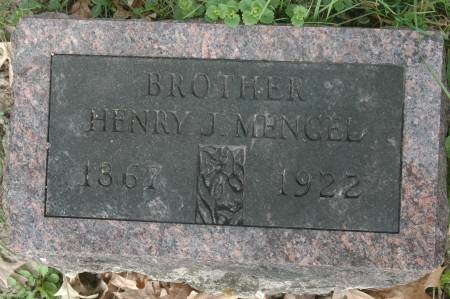 BROTHER
HENRY J. MENGEL
1867 1922